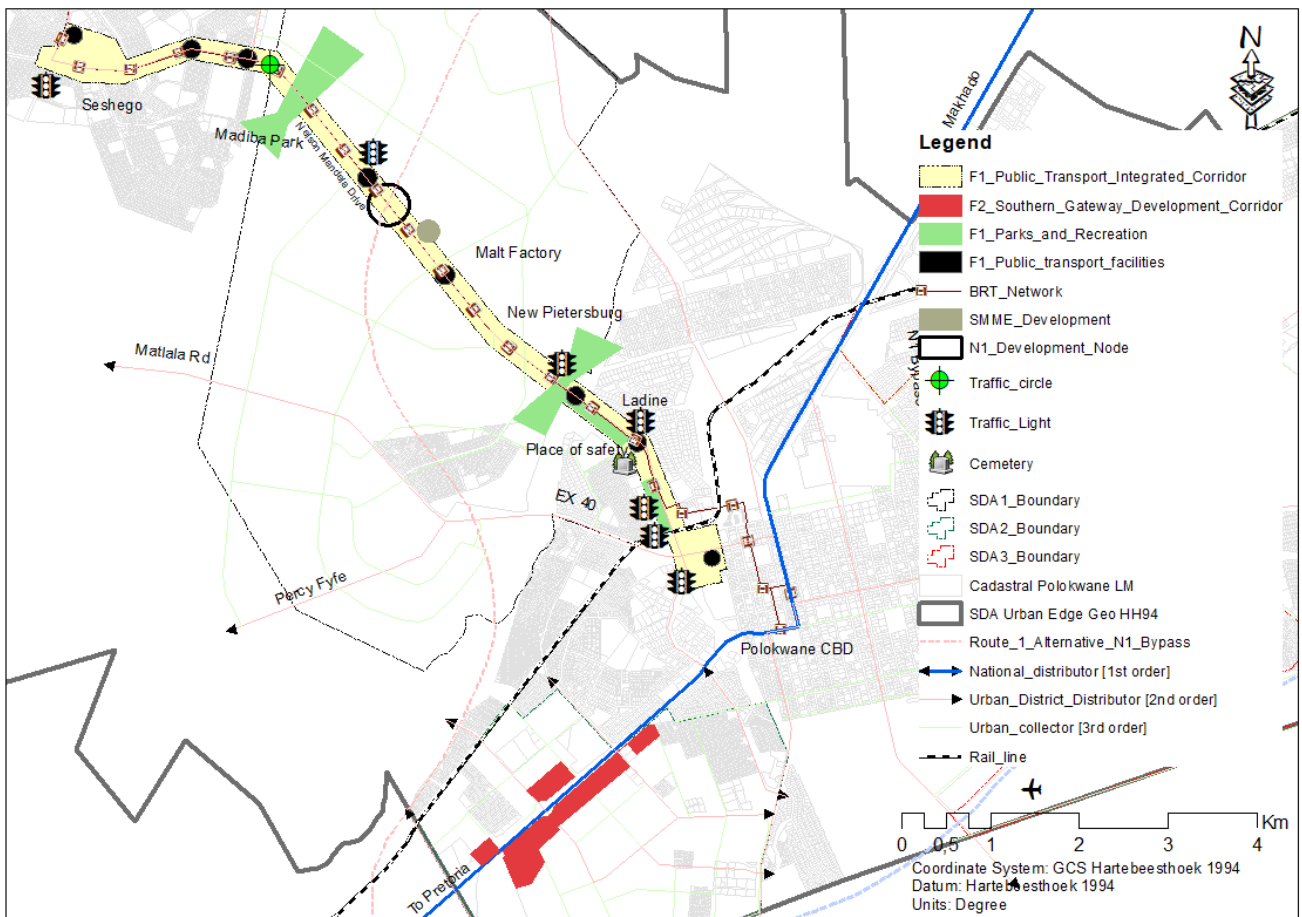 N
Makhado
Seshego
Madiba Park
Nelson Mandela Drive
Malt Factory
New Pietersburg
Matlala Rd
Ladine
Place of safety
EX 40
Percy Fyfe
Polokwane CBD
To Pretoria
N1 Bypass
Legend
F1_Public_Transport_Integrated_Corridor
F2_Southern_Gateway_Development_Corridor
F1_Parks_and_Recreation
F1_Public_transport_facilities
BRT_Network
SMME_Development
N1_Development_Node
Traffic_circle
Traffic_Light
Cemetery
SDA1_Boundary
SDA2_Boundary
SDA3_Boundary
Cadastral Polokwane LM
SDA Urban Edge Geo HH94
Route_1_Alternative_N1_Bypass
National_distributor [1st order]
Urban_District_Distributor [2nd order]
Urban_collector [3rd order]
Rail_line
Km
0 0,5 1 2 3 4
Coordinate System: GCS Hartebeesthoek 1994
Datum: Hartebeesthoek 1994
Units: Degree